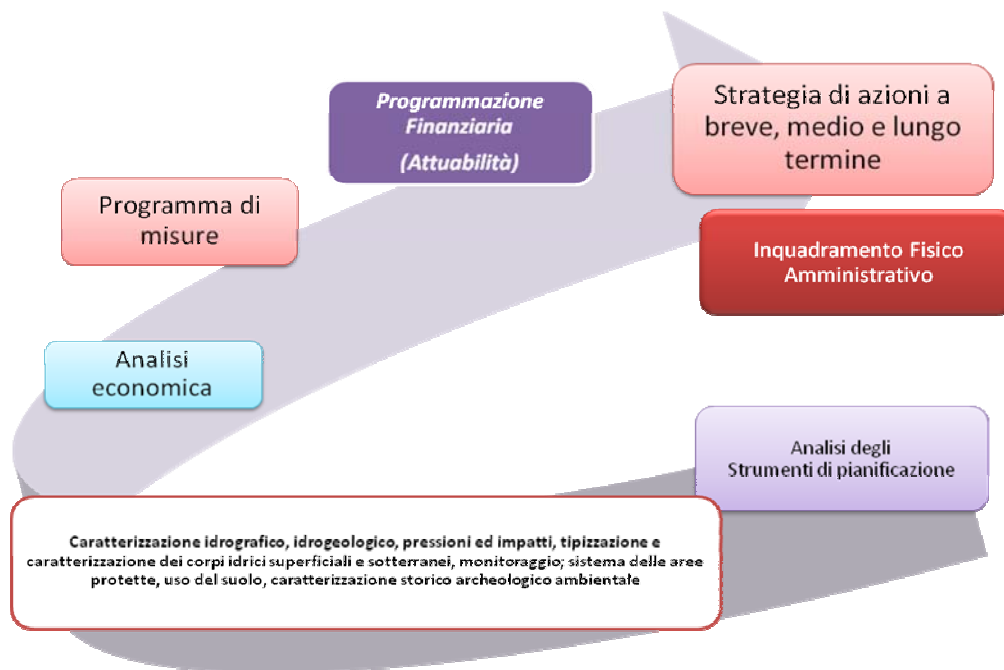 Programmazione
Finanziaria
(Attuabilità)
Strategia di azioni a
breve, medio e lungo
termine
Programma di
misure
Inquadramento Fisico
Amministrativo
Analisi
economica
Analisi degli
Strumenti di pianificazione
Caratterizzazione idrografico, idrogeologico, pressioni ed impatti, tipizzazione e
caratterizzazione dei corpi idrici superficiali e sotterranei, monitoraggio; sistema delle aree
protette, uso del suolo, caratterizzazione storico archeologico ambientale